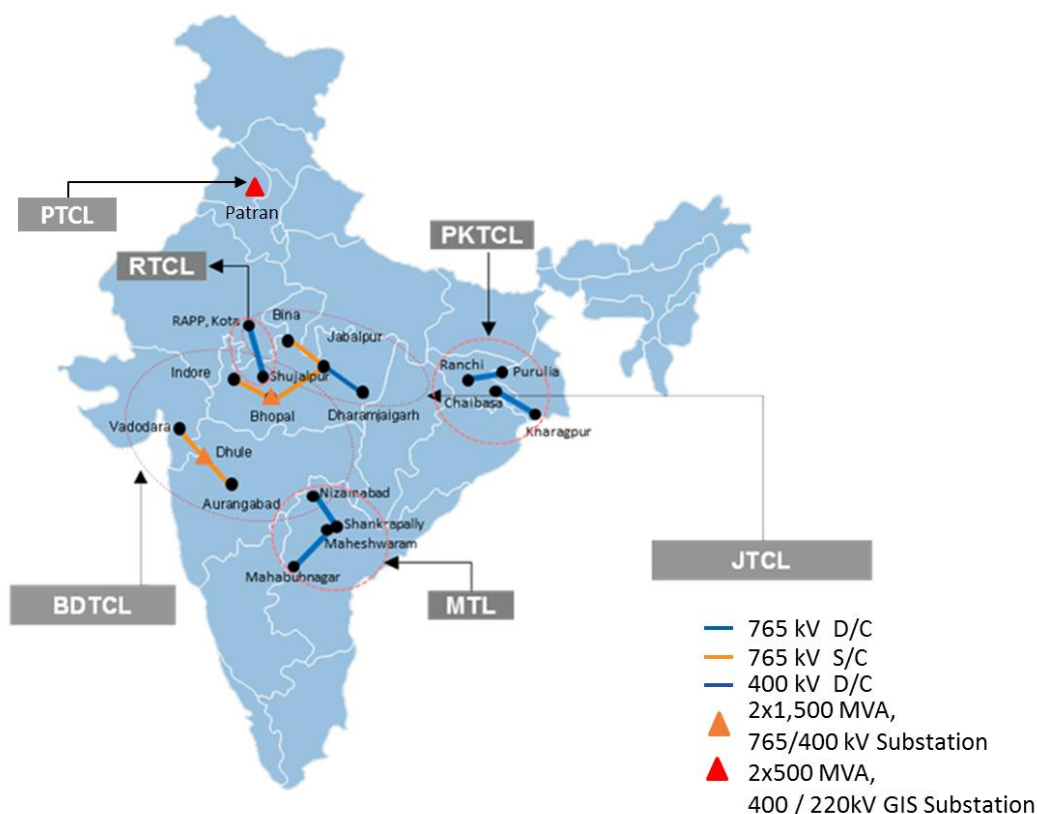 PTCL
Patran
PKTCL
RTCL
RAPP, Kota
Bina
Jabalpur
Indore
Shujalpur
Ranchi
Purulia
Chaibasa
Bhopal
Dharamjaigarh
Kharagpur
Vadodara
Dhule
Aurangabad
Nizamabad
Shankrapally
Maheshwaram
Mahabubnagar
JTCL
BDTCL
MTL
765 kV D/C
765 kV S/C
400 kV D/C
2x1,500 MVA,
765/400 kV Substation
2x500 MVA,
400 / 220kV GIS Substation